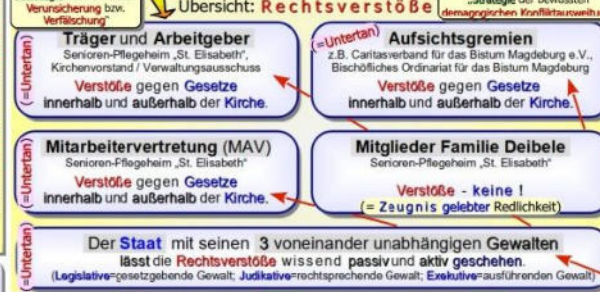 Verunsicherung bzw.
Verfälschung"
Übersicht: Rechtsverstöße
demagogischen Konfliktausweitu
(=Untertan)
Träger und Arbeitgeber
Senioren-Pflegeheim „St. Elisabeth",
Kirchenvorstand / Verwaltungsausschuss
Verstöße gegen Gesetze
innerhalb und außerhalb der Kirche.
(=Untertan)
Aufsichtsgremien
z.B. Caritasverband für das Bistum Magdeburg e.V.,
Bischöfliches Ordinariat für das Bistum Magdeburg
Verstöße gegen Gesetze
innerhalb und außerhalb der Kirche.
(=Untertan)
Mitarbeitervertretung (MAV)
Senioren-Pflegeheim „St. Elisabeth"
Verstöße gegen Gesetze
innerhalb und außerhalb der Kirche.
Mitglieder Familie Deibele
Senioren-Pflegeheim „St. Elisabeth"
Verstöße - keine !
(= Zeugnis gelebter Redlichkeit)
(=Untertan)
Der Staat mit seinen 3 voneinander unabhängigen Gewalten
lässt die Rechtsverstöße wissend passiv und aktiv geschehen.
(Legislative=gesetzgebende Gewalt; Judikative=rechtsprechende Gewalt; Exekutive=ausführenden Gewalt)